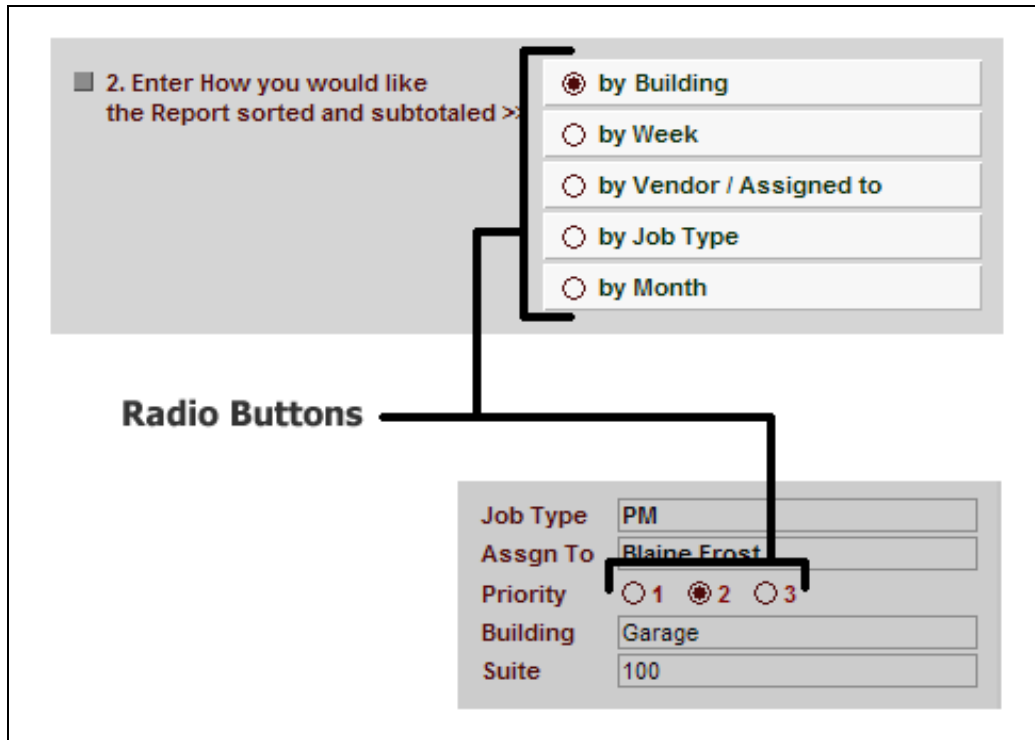 2. Enter How you would like
the Report sorted and subtotaled >>
by Building
by Week
by Vendor / Assigned to
by Job Type
by Month
Radio Buttons
Job Type PM
Assgn To Blaine Frost
Priority 1 2 3
Building Garage
Suite 100